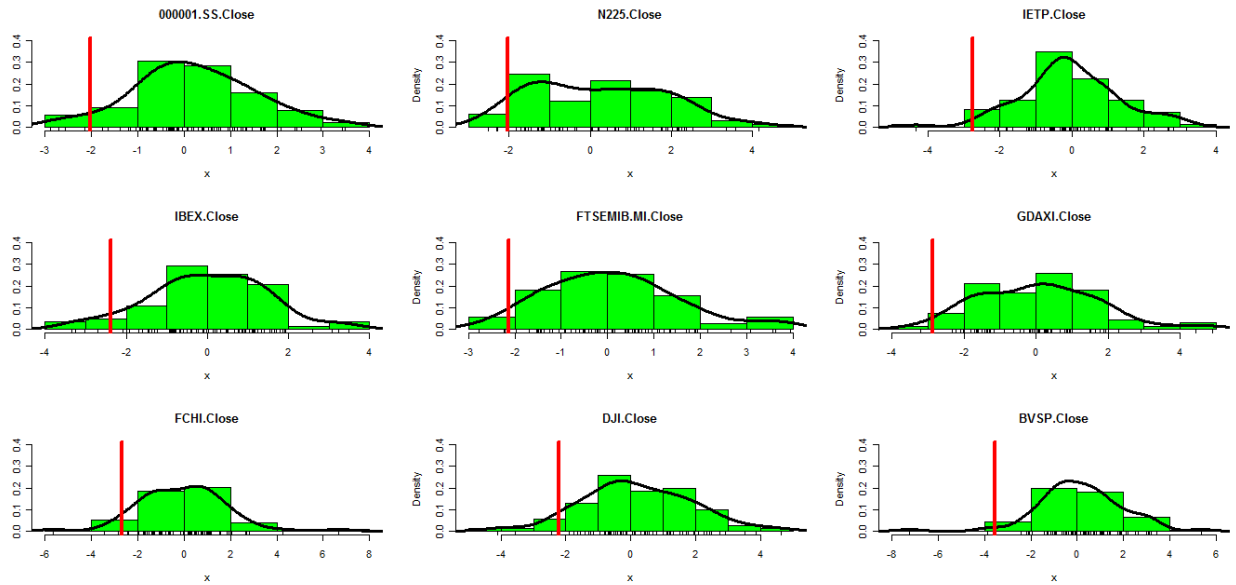 000001.SS.Close
0.0 0.1 0.2 0.3 0.4
-3 -2 -1 0 1 2 3 4
x
N225.Close
Density
0.0 0.1 0.2 0.3 0.4
-2 0 2 4
x
IETP.Close
Density
0.0 0.1 0.2 0.3 0.4
-4 -2 0 2 4
x
IBEX.Close
0.0 0.1 0.2 0.3 0.4
-4 -2 0 2 4
x
FTSEMIB.MI.Close
Density
0.0 0.1 0.2 0.3 0.4
-3 -2 -1 0 1 2 3 4
x
GDAXI.Close
Density
0.0 0.1 0.2 0.3 0.4
-4 -2 0 2 4
x
FCHI.Close
0.0 0.1 0.2 0.3 0.4
-6 -4 -2 0 2 4 6 8
x
DJI.Close
Density
0.0 0.1 0.2 0.3 0.4
-4 -2 0 2 4
x
BVSP.Close
Density
0.0 0.1 0.2 0.3 0.4
-8 -6 -4 -2 0 2 4 6
x